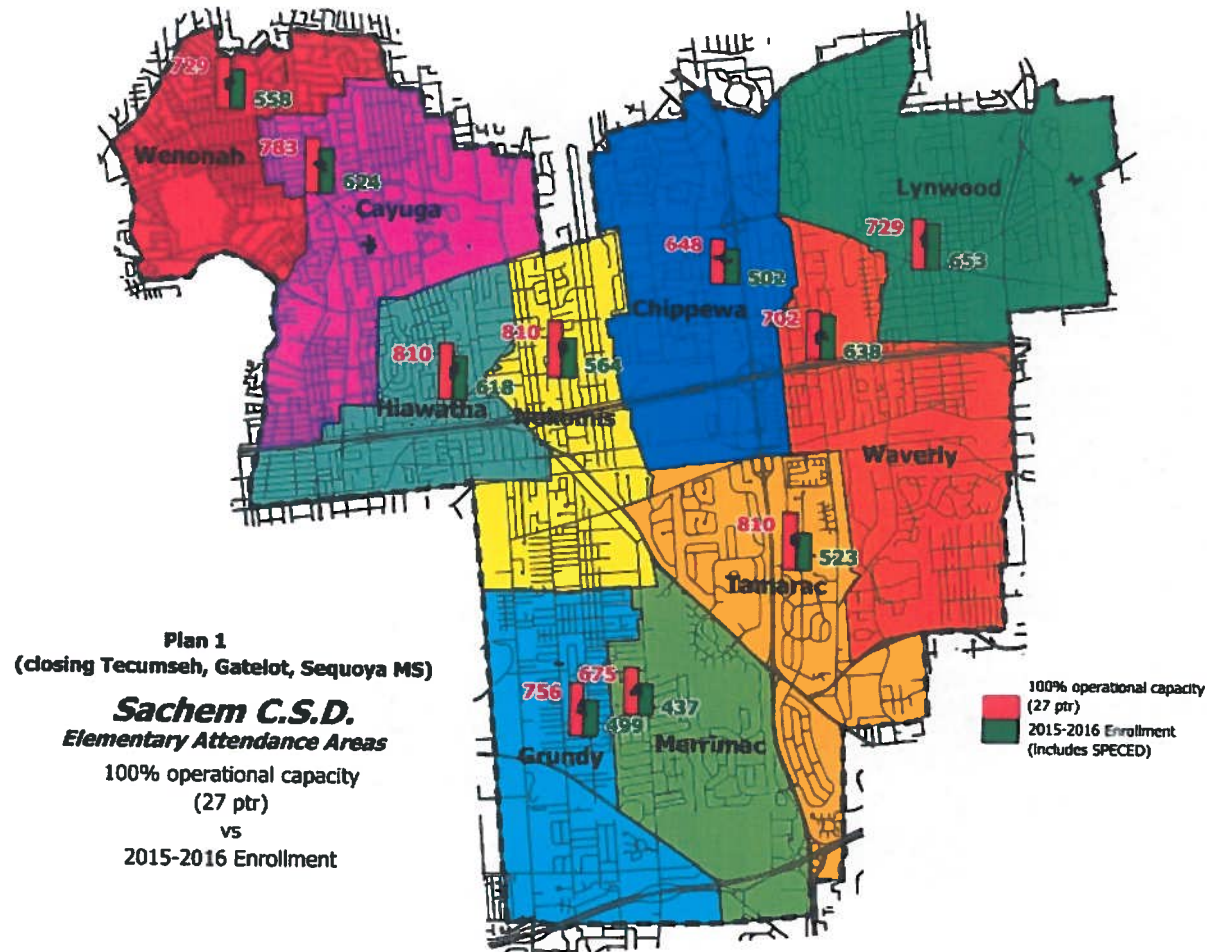 729
558
Wenonah
783
624
Cayuga
Lynwood
729
653
648
502
Chippewa
702
638
810
564
810
618
Hiawatha
Nokomis
Waverly
810
523
Tamarac
Plan 1
(closing Tecumseh, Gatelot, Sequoya MS)
Sachem C.S.D.
Elementary Attendance Areas
100% operational capacity
(27 ptr)
vs
2015-2016 Enrollment
756
499
Grundy
675
437
Merrimac
100% operational capacity
(27 ptr)
2015-2016 Enrollment
(includes SPECED)